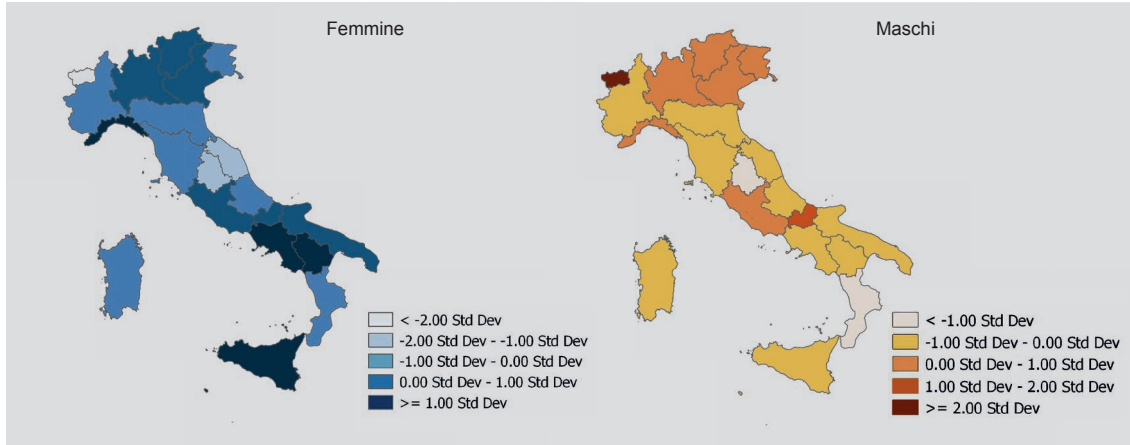 Femmine
Maschi
< -2.00 Std Dev
-2.00 Std Dev - -1.00 Std Dev
-1.00 Std Dev - 0.00 Std Dev
0.00 Std Dev - 1.00 Std Dev
>= 1.00 Std Dev
< -1.00 Std Dev
-1.00 Std Dev - 0.00 Std Dev
0.00 Std Dev - 1.00 Std Dev
1.00 Std Dev - 2.00 Std Dev
>= 2.00 Std Dev